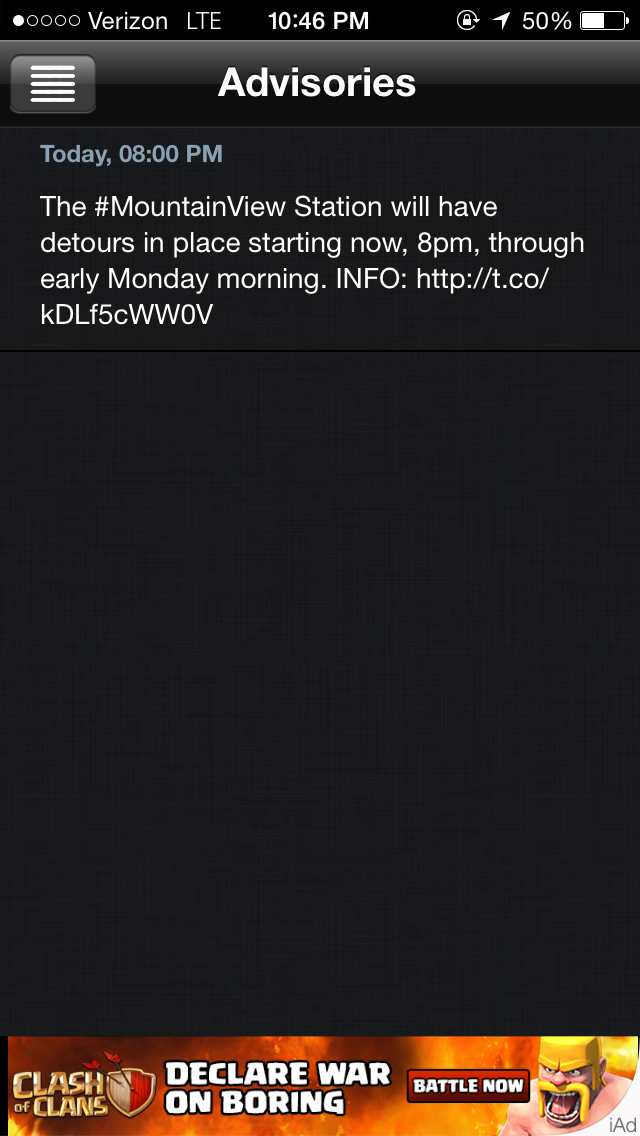 Verizon LTE 10:46 PM 50%
Advisories
Today, 08:00 PM
The #MountainView Station will have
detours in place starting now, 8pm, through
early Monday morning. INFO: http://t.co/
kDLf5cWW0V
CLASH
OF CLANS
DECLARE WAR
ON BORING
BATTLE NOW
iAd